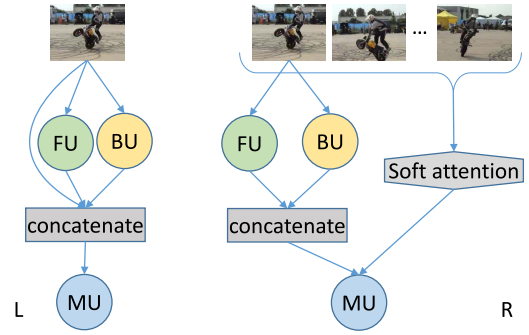 ...
FU
BU
FU
BU
Soft attention
concatenate
concatenate
MU
MU
L
R